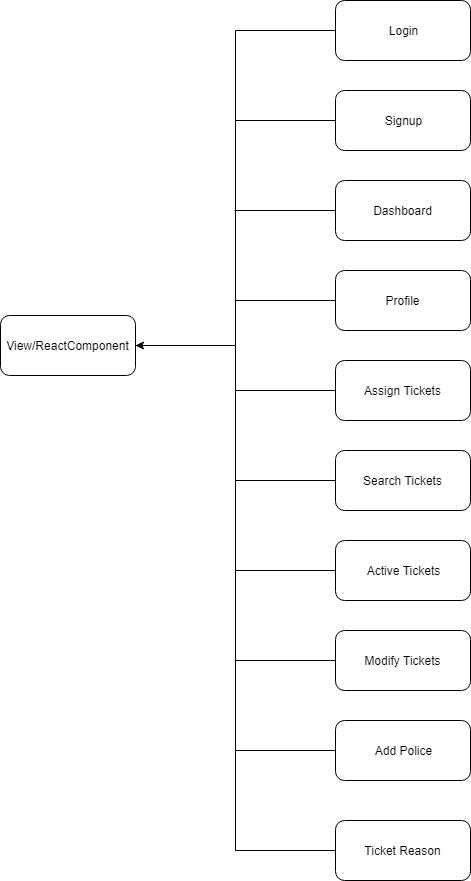 Login
Signup
Dashboard
Profile
View/ReactComponent
Assign Tickets
Search Tickets
Active Tickets
Modify Tickets
Add Police
Ticket Reason